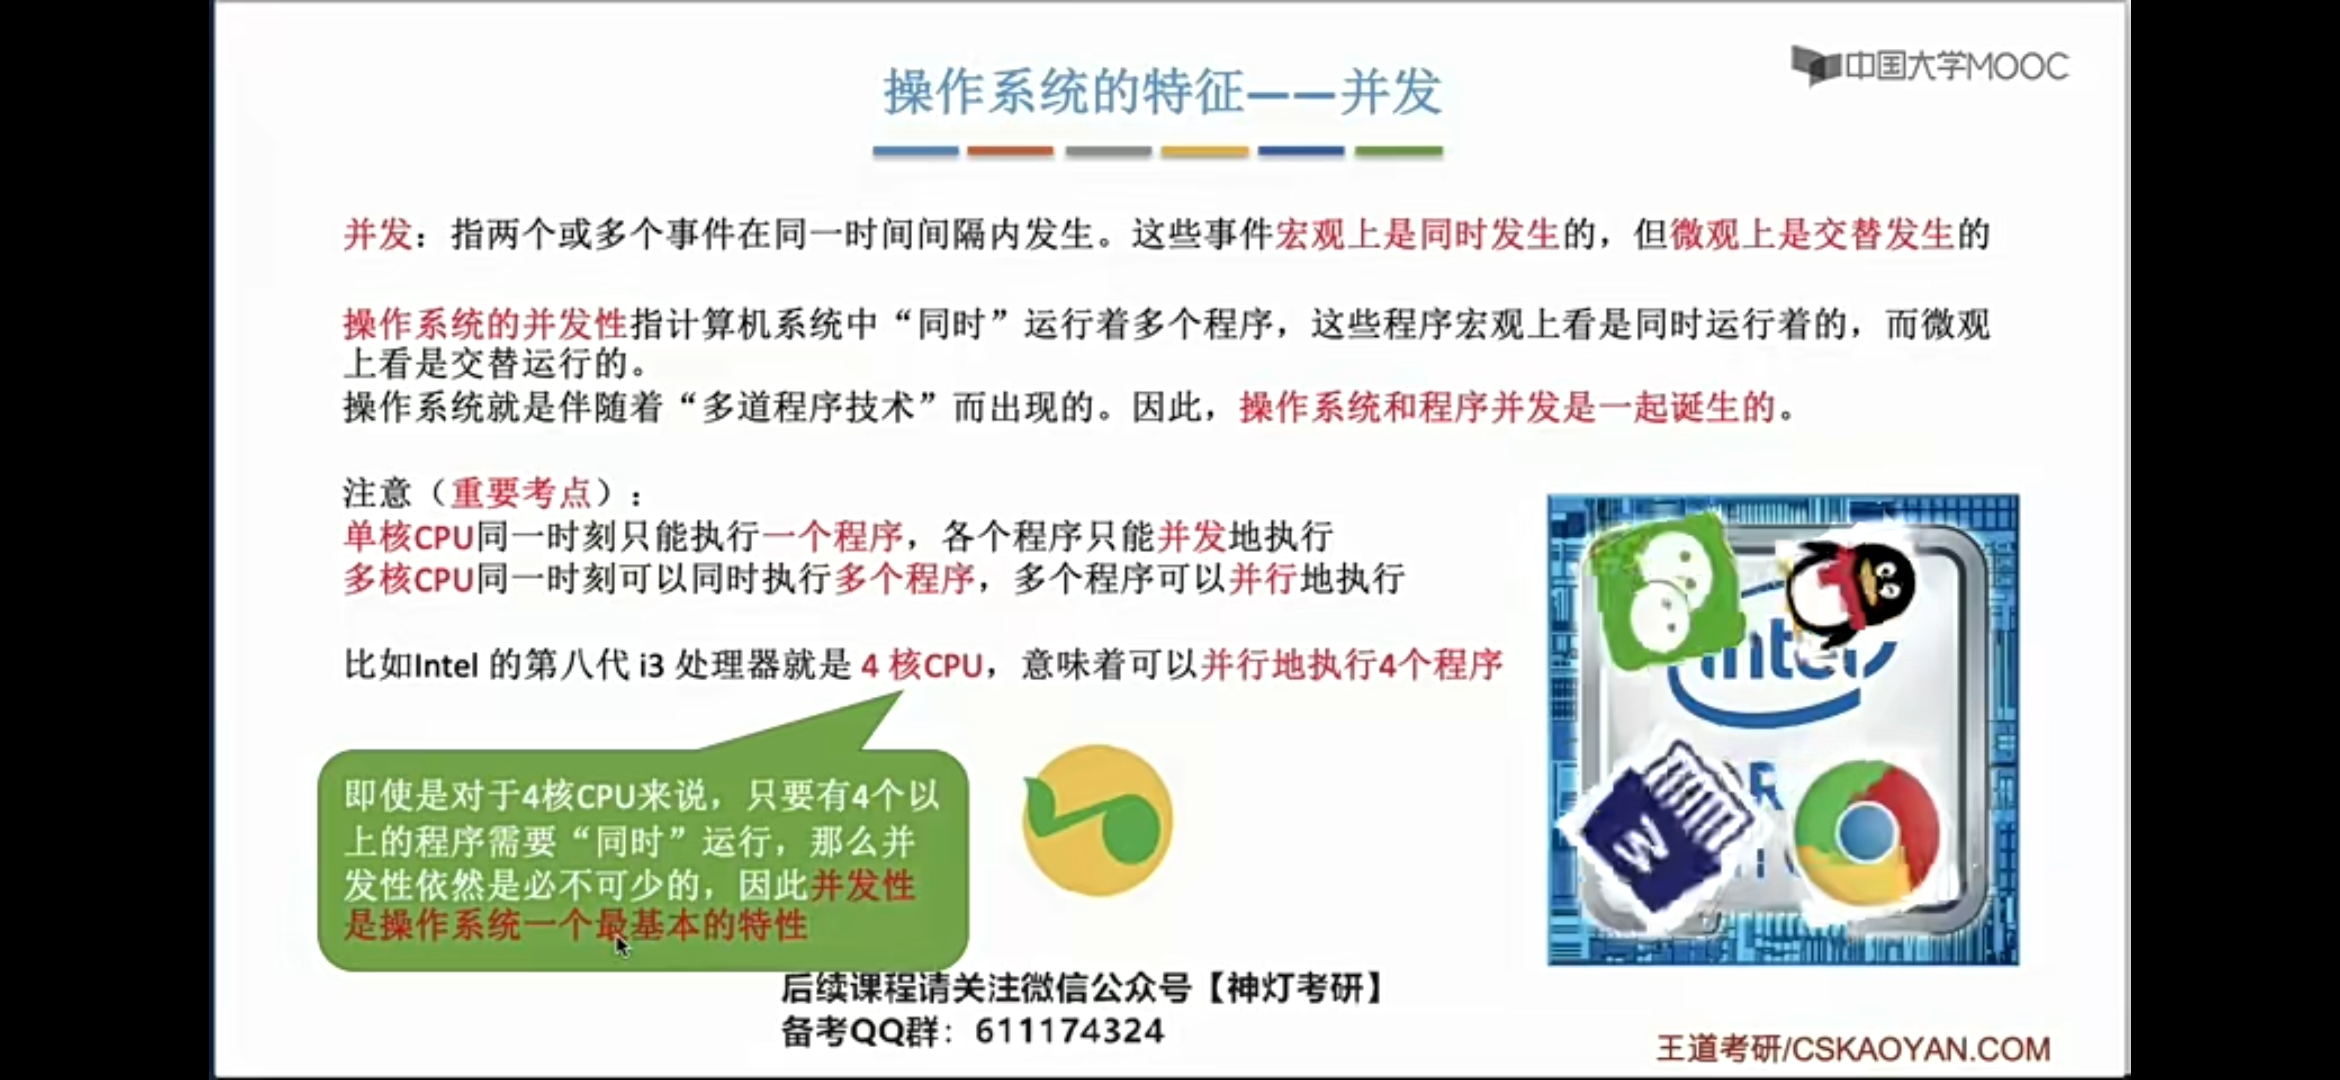 操作系统的特征——并发
中国大学MOOC
并发：指两个或多个事件在同一时间间隔内发生。这些事件宏观上是同时发生的，但微观上是交替发生的
操作系统的并发性指计算机系统中“同时”运行着多个程序，这些程序宏观上看是同时运行着的，而微观
上看是交替运行的。
操作系统就是伴随着“多道程序技术”而出现的。因此，操作系统和程序并发是一起诞生的。
注意（重要考点）：
单核CPU同一时刻只能执行一个程序，各个程序只能并发地执行
多核CPU同一时刻可以同时执行多个程序，多个程序可以并行地执行
比如Intel 的第八代 i3 处理器就是 4 核CPU，意味着可以并行地执行4个程序
即使是对于4核CPU来说，只要有4个以
上的程序需要“同时”运行，那么并
发性依然是必不可少的，因此并发性
是操作系统一个最基本的特性
intel
W
后续课程请关注微信公众号【神灯考研】
备考QQ群：611174324
王道考研/CSKAOYAN.COM